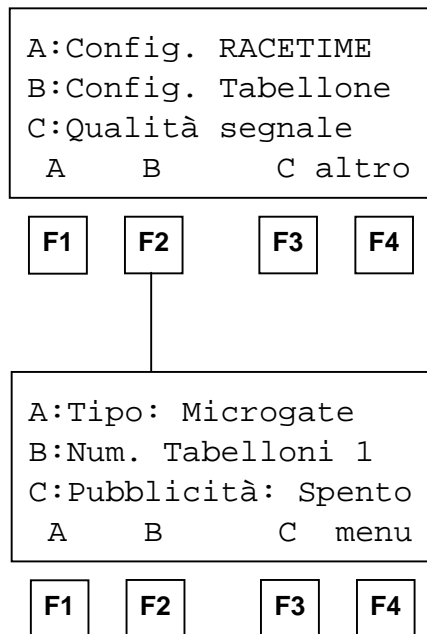 A:Config. RACETIME
B:Config. Tabellone
C:Qualità segnale
A B C altro
F1 F2 F3 F4
A:Tipo: Microgate
B:Num. Tabelloni 1
C:Pubblicità: Spento
A B C menu
F1 F2 F3 F4